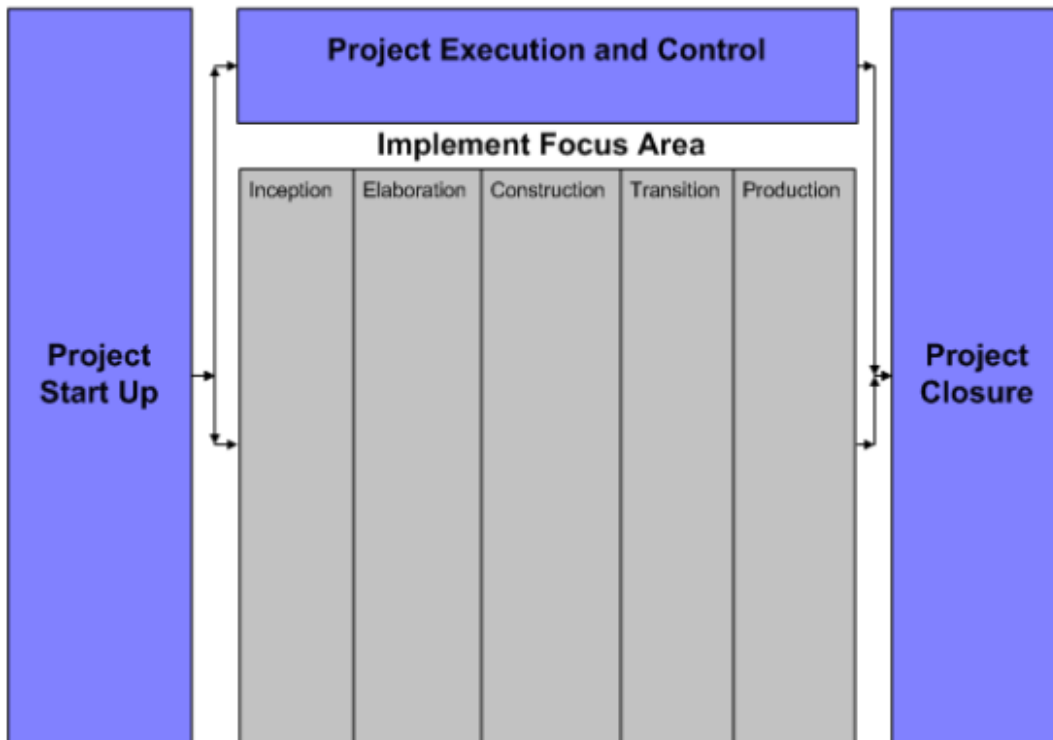 Project Execution and Control
Implement Focus Area
Inception
Elaboration
Construction
Transition
Production
Project
Start Up
Project
Closure